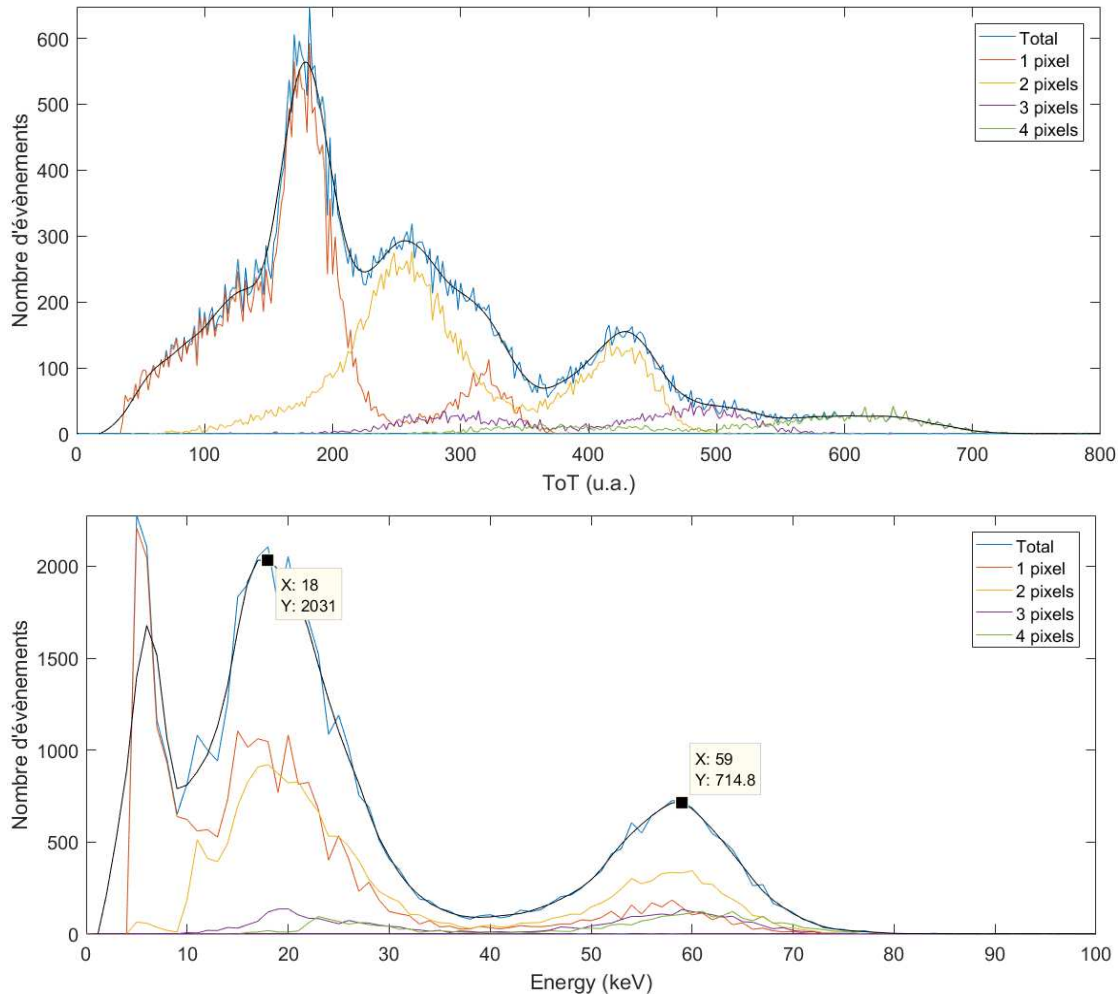 600
500
400
300
200
100
0
Nombre d'évènements
Total
1 pixel
2 pixels
3 pixels
4 pixels
0 100 200 300 400 500 600 700 800
ToT (u.a.)
2000
1500
1000
500
0
Nombre d'évènements
X: 18
Y: 2031
X: 59
Y: 714.8
Total
1 pixel
2 pixels
3 pixels
4 pixels
0 10 20 30 40 50 60 70 80 90 100
Energy (keV)